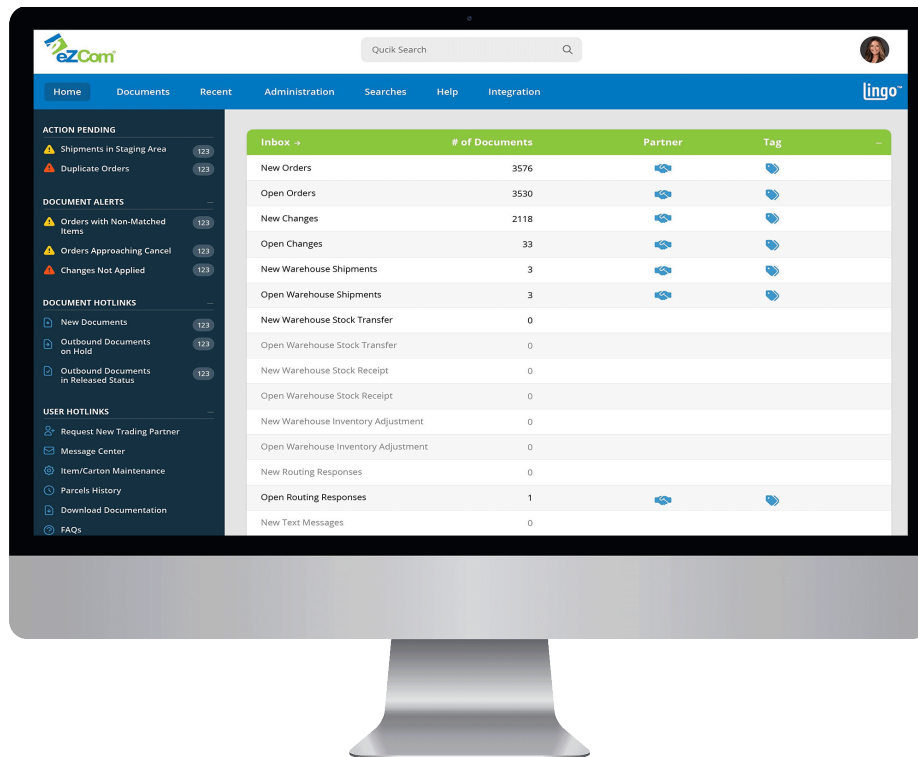 eZCom
Qucik Search
Home Documents Recent Administration Searches Help Integration lingo™
ACTION PENDING
Shipments in Staging Area 123
Duplicate Orders 123
DOCUMENT ALERTS
Orders with Non-Matched
Items 123
Orders Approaching Cancel 123
Changes Not Applied 123
DOCUMENT HOTLINKS
New Documents 123
Outbound Documents
on Hold 123
Outbound Documents
in Released Status 123
USER HOTLINKS
Request New Trading Partner
Message Center
Item/Carton Maintenance
Parcels History
Download Documentation
FAQs
Inbox → # of Documents Partner Tag
New Orders 3576
Open Orders 3530
New Changes 2118
Open Changes 33
New Warehouse Shipments 3
Open Warehouse Shipments 3
New Warehouse Stock Transfer 0
Open Warehouse Stock Transfer 0
New Warehouse Stock Receipt 0
Open Warehouse Stock Receipt 0
New Warehouse Inventory Adjustment 0
Open Warehouse Inventory Adjustment 0
New Routing Responses 0
Open Routing Responses 1
New Text Messages 0